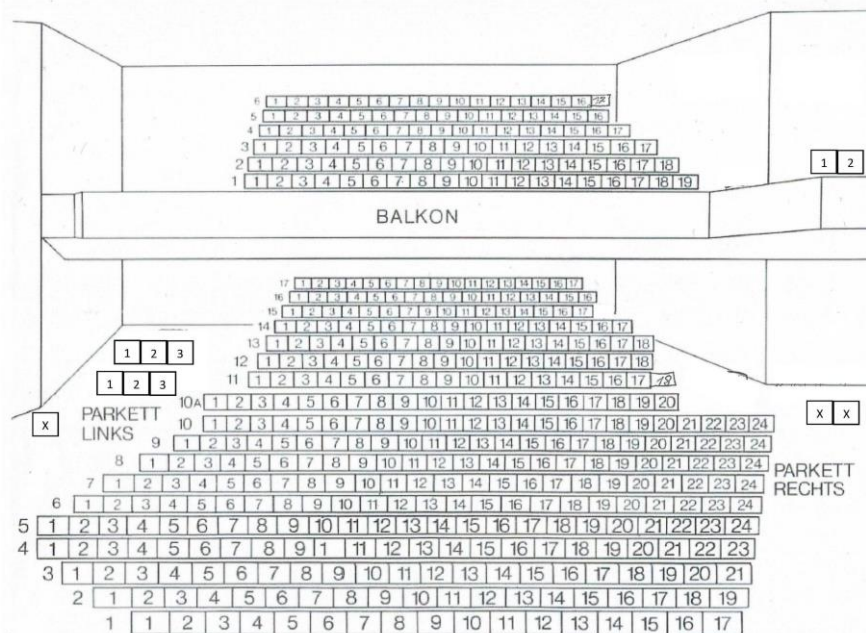 6 1 2 3 4 5 6 7 8 9 10 11 12 13 14 15 16
5 1 2 3 4 5 6 7 8 9 10 11 12 13 14 15 16
4 1 2 3 4 5 6 7 8 9 10 11 12 13 14 15 16 17
3 1 2 3 4 5 6 7 8 9 10 11 12 13 14 15 16 17
2 1 2 3 4 5 6 7 8 9 10 11 12 13 14 15 16 17 18
1 2
1 1 2 3 4 5 6 7 8 9 10 11 12 13 14 15 16 17 18 19
BALKON
17 1 2 3 4 5 6 7 8 9 10 11 12 13 14 15 16 17
16 1 2 3 4 5 6 7 8 9 10 11 12 13 14 15 16
15 1 2 3 4 5 6 7 8 9 10 11 12 13 14 15 16
14 1 2 3 4 5 6 7 8 9 10 11 12 13 14 15 16 17
13 1 2 3 4 5 6 7 8 9 10 11 12 13 14 15 16 17 18
1 2 3
12 1 2 3 4 5 6 7 8 9 10 11 12 13 14 15 16 17 18
1 2 3
11 1 2 3 4 5 6 7 8 9 10 11 12 13 14 15 16 17 18
10A 1 2 3 4 5 6 7 8 9 10 11 12 13 14 15 16 17 18 19 20
PARKETT
LINKS
X
X X
10 1 2 3 4 5 6 7 8 9 10 11 12 13 14 15 16 17 18 19 20 21 22 23 24
9 1 2 3 4 5 6 7 8 9 10 11 12 13 14 15 16 17 18 19 20 21 22 23 24
8 1 2 3 4 5 6 7 8 9 10 11 12 13 14 15 16 17 18 19 20 21 22 23 24
PARKETT
RECHTS
7 1 2 3 4 5 6 7 8 9 10 11 12 13 14 15 16 17 18 19 20 21 22 23 24
6 1 2 3 4 5 6 7 8 9 10 11 12 13 14 15 16 17 18 19 20 21 22 23 24
5 1 2 3 4 5 6 7 8 9 10 11 12 13 14 15 16 17 18 19 20 21 22 23 24
4 1 2 3 4 5 6 7 8 9 1 11 12 13 14 15 16 17 18 19 20 21 22 23
3 1 2 3 4 5 6 7 8 9 10 11 12 13 14 15 16 17 18 19 20 21
2 1 2 3 4 5 6 7 8 9 10 11 12 13 14 15 16 17 18 19
1 1 2 3 4 5 6 7 8 9 10 11 12 13 14 15 16 17